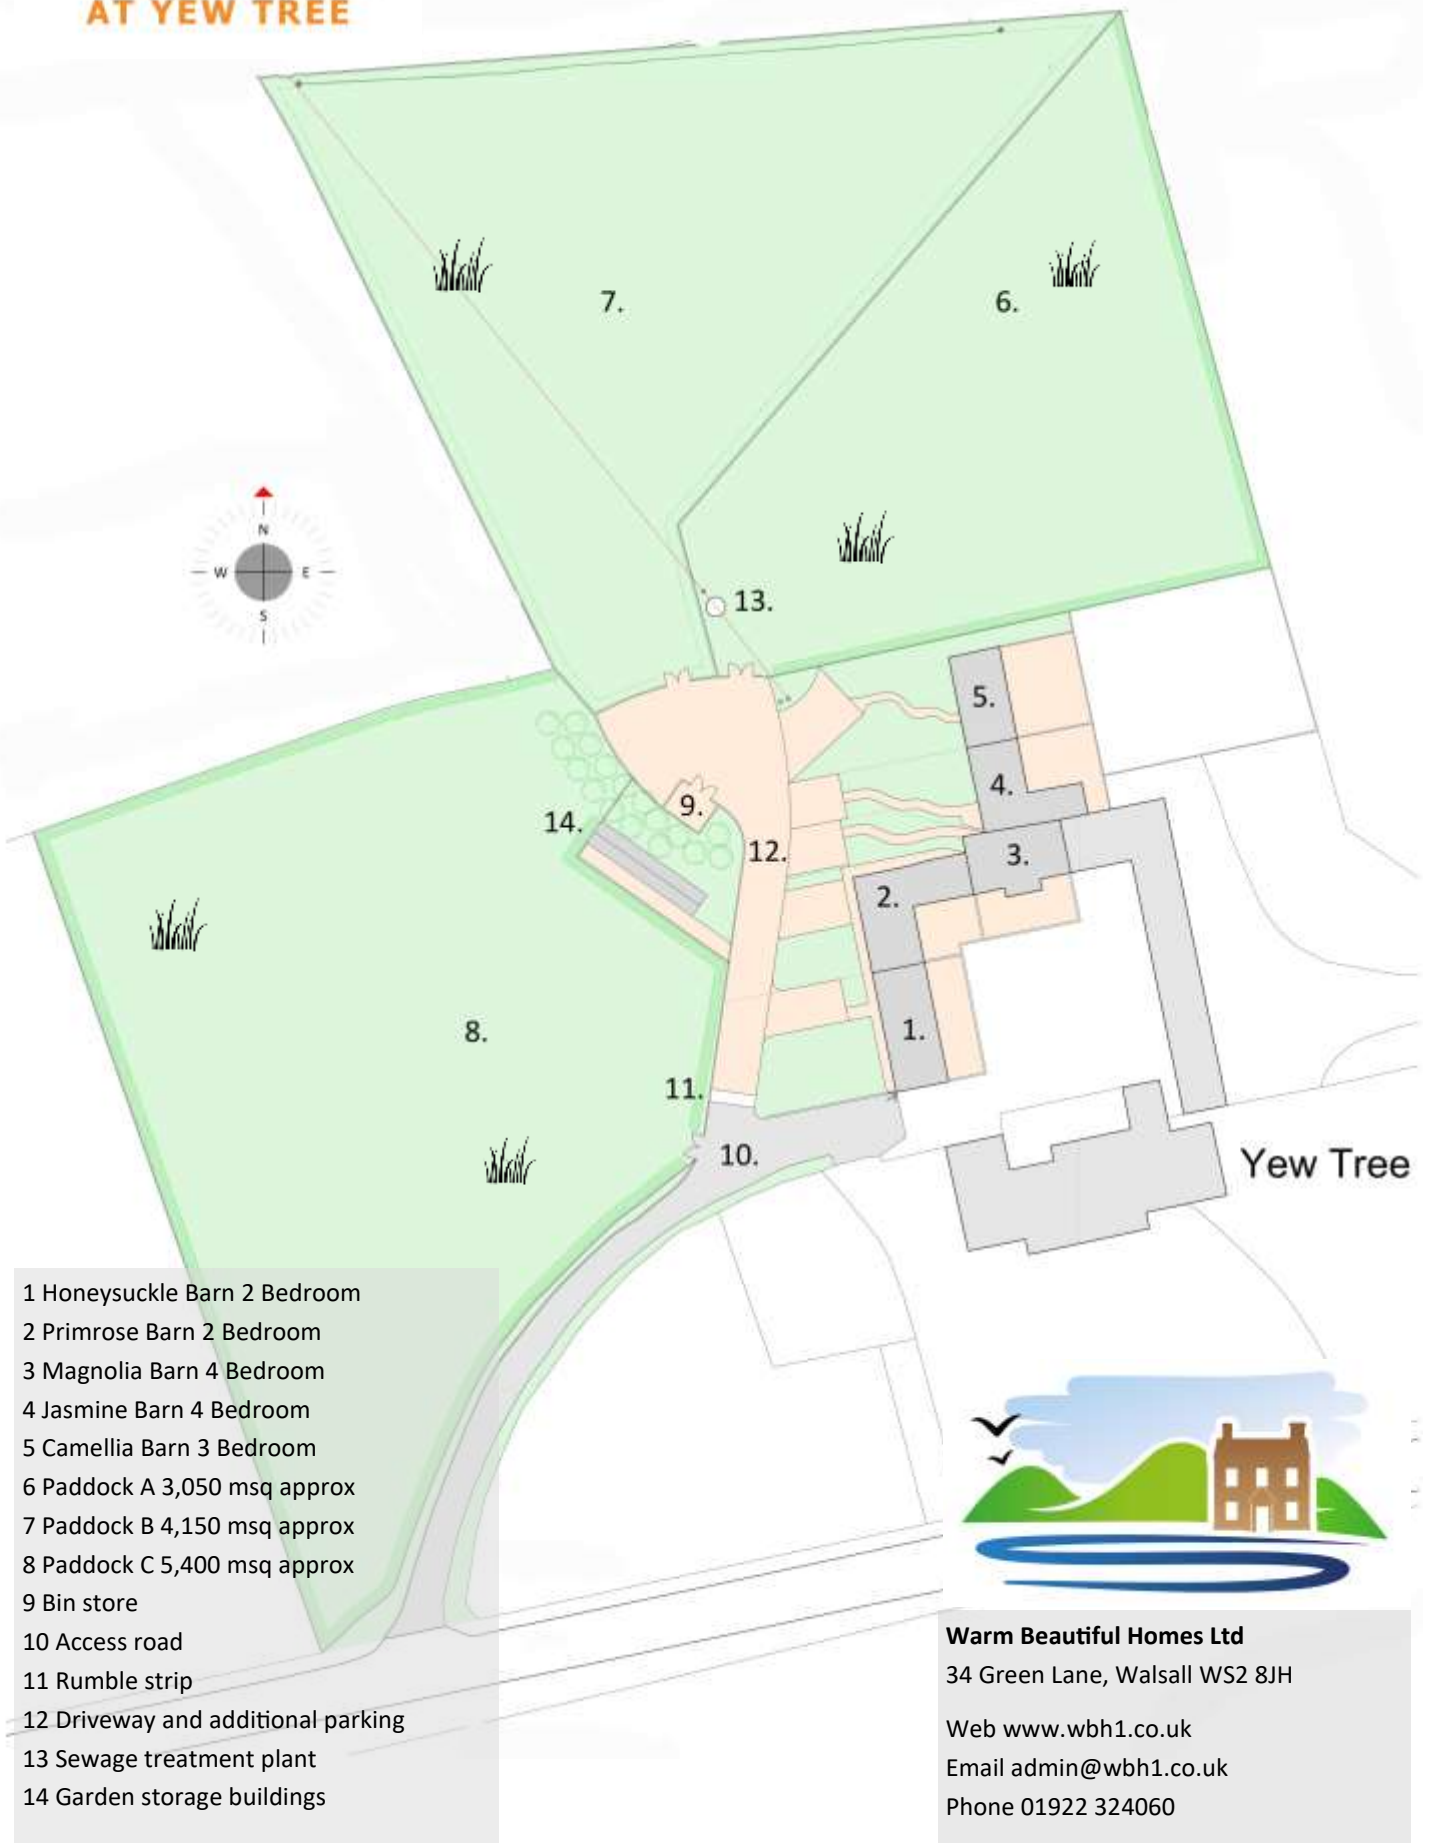 AT YEW TREE
7.
6.
N
W
E
S
13.
5.
4.
9.
14.
12.
3.
2.
8.
1.
11.
10.
Yew Tree
1 Honeysuckle Barn 2 Bedroom
2 Primrose Barn 2 Bedroom
3 Magnolia Barn 4 Bedroom
4 Jasmine Barn 4 Bedroom
5 Camellia Barn 3 Bedroom
6 Paddock A 3,050 msq approx
7 Paddock B 4,150 msq approx
8 Paddock C 5,400 msq approx
9 Bin store
10 Access road
11 Rumble strip
12 Driveway and additional parking
13 Sewage treatment plant
14 Garden storage buildings
Warm Beautiful Homes Ltd
34 Green Lane, Walsall WS2 8JH
Web www.wbh1.co.uk
Email admin@wbh1.co.uk
Phone 01922 324060